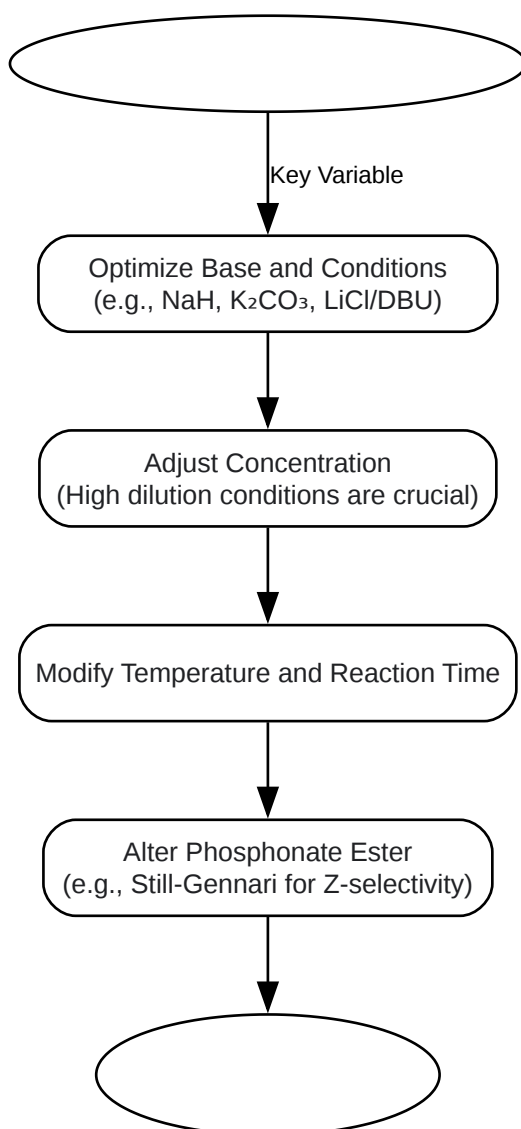 Key Variable
Optimize Base and Conditions
(e.g., NaH, K₂CO₃, LiCl/DBU)
Adjust Concentration
(High dilution conditions are crucial)
Modify Temperature and Reaction Time
Alter Phosphonate Ester
(e.g., Still-Gennari for Z-selectivity)